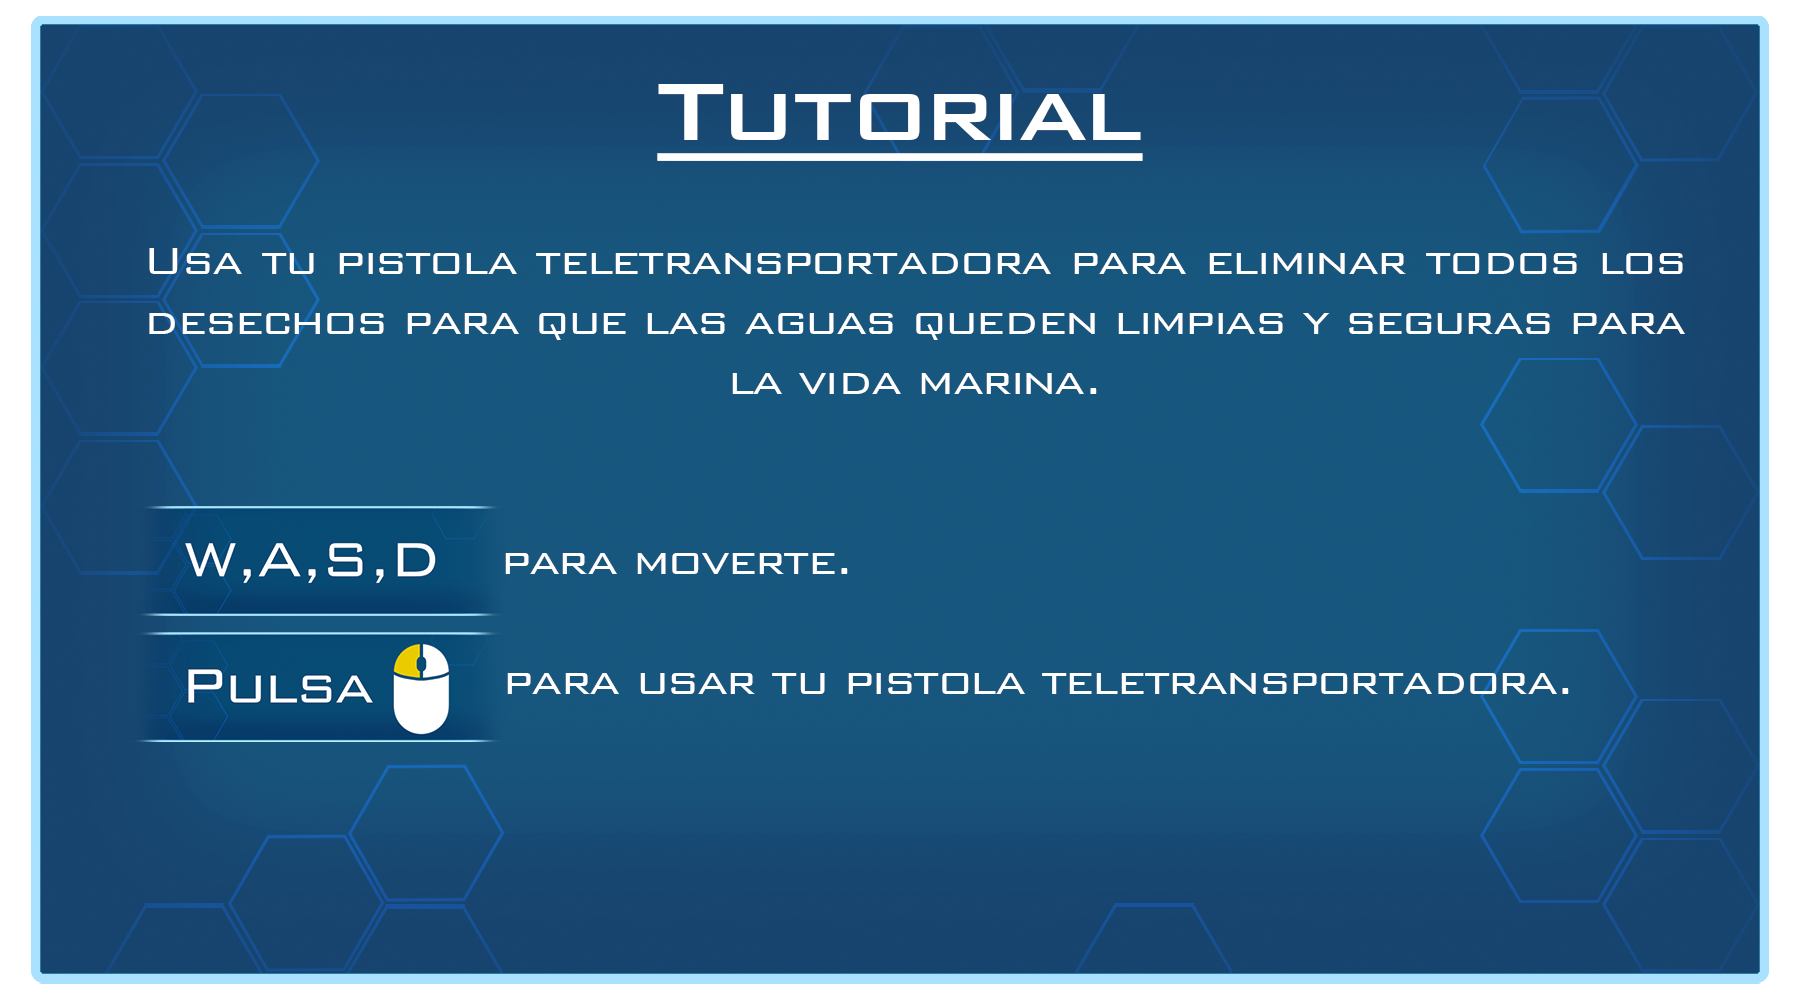 Tutorial
Usa tu pistola teletransportadora para eliminar todos los
desechos para que las aguas queden limpias y seguras para
la vida marina.
W,A,S,D para moverte.
Pulsa para usar tu pistola teletransportadora.